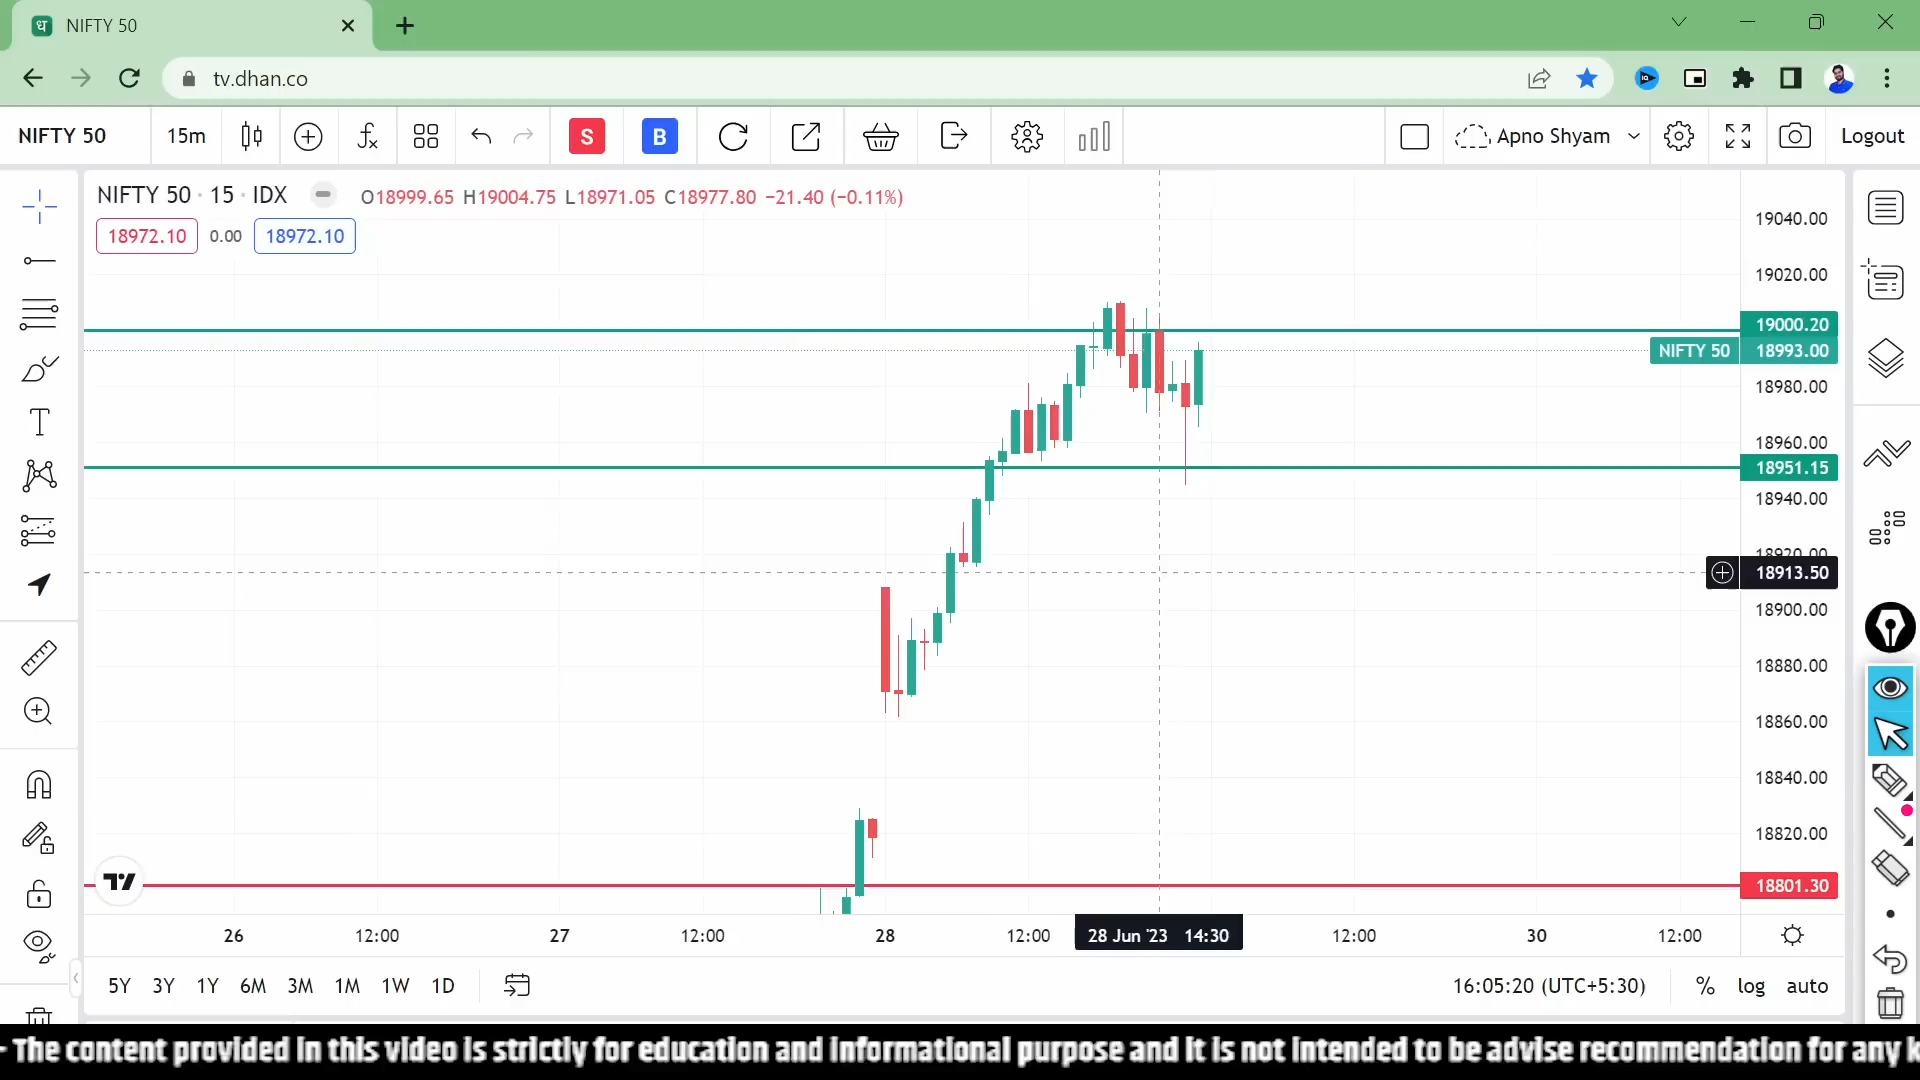 ध NIFTY 50
tv.dhan.co
NIFTY 50 15m S B Apno Shyam Logout
NIFTY 50 · 15 · IDX O18999.65 H19004.75 L18971.05 C18977.80 −21.40 (−0.11%)
18972.10 0.00 18972.10
19040.00
19020.00
19000.20
NIFTY 50 18993.00
18980.00
18960.00
18951.15
18940.00
18920.00
18913.50
18900.00
18880.00
18860.00
18840.00
18820.00
18801.30
26 12:00 27 12:00 28 12:00 28 Jun '23 14:30 12:00 30 12:00
5Y 3Y 1Y 6M 3M 1M 1W 1D 16:05:20 (UTC+5:30) % log auto
- The content provided in this video is strictly for education and informational purpose and it is not intended to be advise recommendation for any